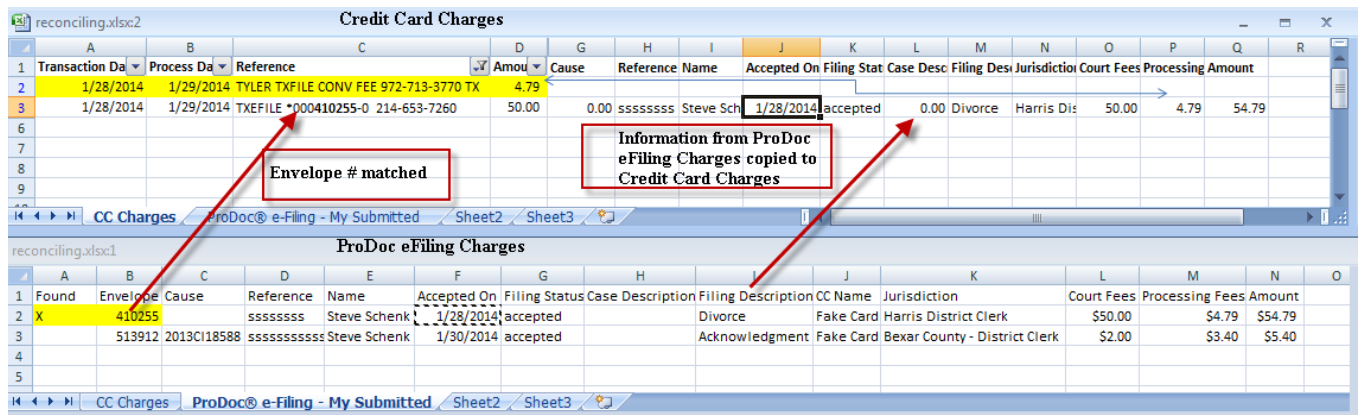 reconciling.xlsx:2 Credit Card Charges
A B C D G H I J K L M N O P Q R
1 Transaction Da Process Da Reference Amou Cause Reference Name Accepted On Filing Stat Case Desc Filing Des Jurisdiction Court Fees Processing Amount
2 1/28/2014 1/29/2014 TYLER TXFILE CONV FEE 972-713-3770 TX 4.79
3 1/28/2014 1/29/2014 TXEFILE *000410255-0 214-653-7260 50.00 0.00 ssssssss Steve Sch 1/28/2014 accepted 0.00 Divorce Harris Dis 50.00 4.79 54.79
6
7
8
9
Envelope # matched
Information from ProDoc
eFiling Charges copied to
Credit Card Charges
CC Charges ProDoc® e-Filing - My Submitted Sheet2 Sheet3
reconciling.xlsx:1 ProDoc eFiling Charges
A B C D E F G H I J K L M N O
1 Found Envelope Cause Reference Name Accepted On Filing Status Case Description Filing Description CC Name Jurisdiction Court Fees Processing Fees Amount
2 X 410255 ssssssss Steve Schenk 1/28/2014 accepted Divorce Fake Card Harris District Clerk $50.00 $4.79 $54.79
3 513912 2013CI18588 ssssssssss Steve Schenk 1/30/2014 accepted Acknowledgment Fake Card Bexar County - District Clerk $2.00 $3.40 $5.40
4
5
CC Charges ProDoc® e-Filing - My Submitted Sheet2 Sheet3